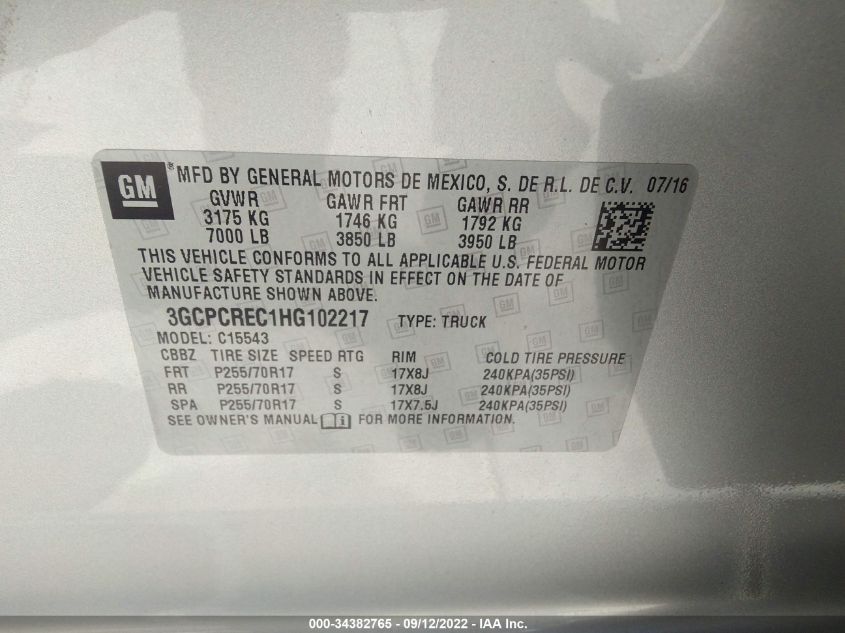 GM
® MFD BY GENERAL MOTORS DE MEXICO, S. DE R.L. DE C.V. 07/16
GVWR GAWR FRT GAWR RR
3175 KG 1746 KG 1792 KG
7000 LB 3850 LB 3950 LB
THIS VEHICLE CONFORMS TO ALL APPLICABLE U.S. FEDERAL MOTOR
VEHICLE SAFETY STANDARDS IN EFFECT ON THE DATE OF
MANUFACTURE SHOWN ABOVE.
3GCPCREC1HG102217 TYPE: TRUCK
MODEL: C15543
CBBZ TIRE SIZE SPEED RTG RIM COLD TIRE PRESSURE
FRT P255/70R17 S 17X8J 240KPA(35PSI)
RR P255/70R17 S 17X8J 240KPA(35PSI)
SPA P255/70R17 S 17X7.5J 240KPA(35PSI)
SEE OWNER'S MANUAL i FOR MORE INFORMATION.
000-34382765 - 09/12/2022 - IAA Inc.